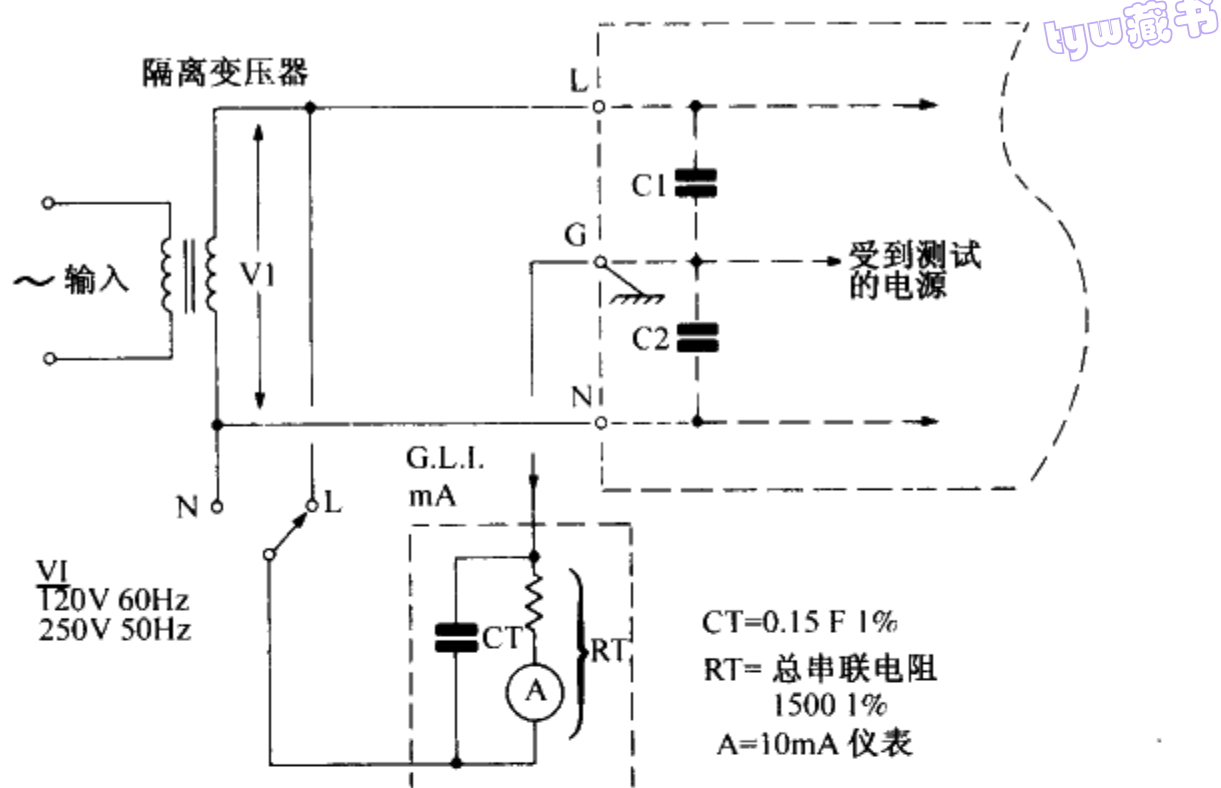 tyw藏书
隔离变压器
L
C1
G
～输入
V1
受到测试
的电源
C2
N
G.L.I.
mA
N
L
VI
120V 60Hz
250V 50Hz
CT
RT
A
CT=0.15 F 1%
RT= 总串联电阻
1500 1%
A=10mA 仪表